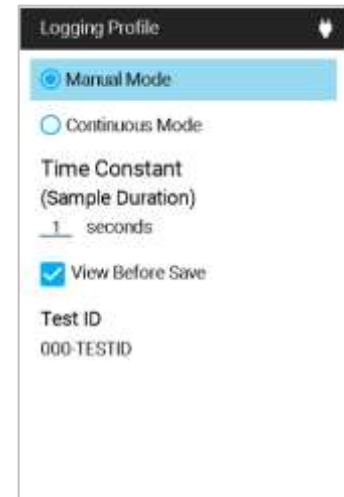 Logging Profile
Manual Mode
Continuous Mode
Time Constant
(Sample Duration)
1 seconds
View Before Save
Test ID
000-TESTID